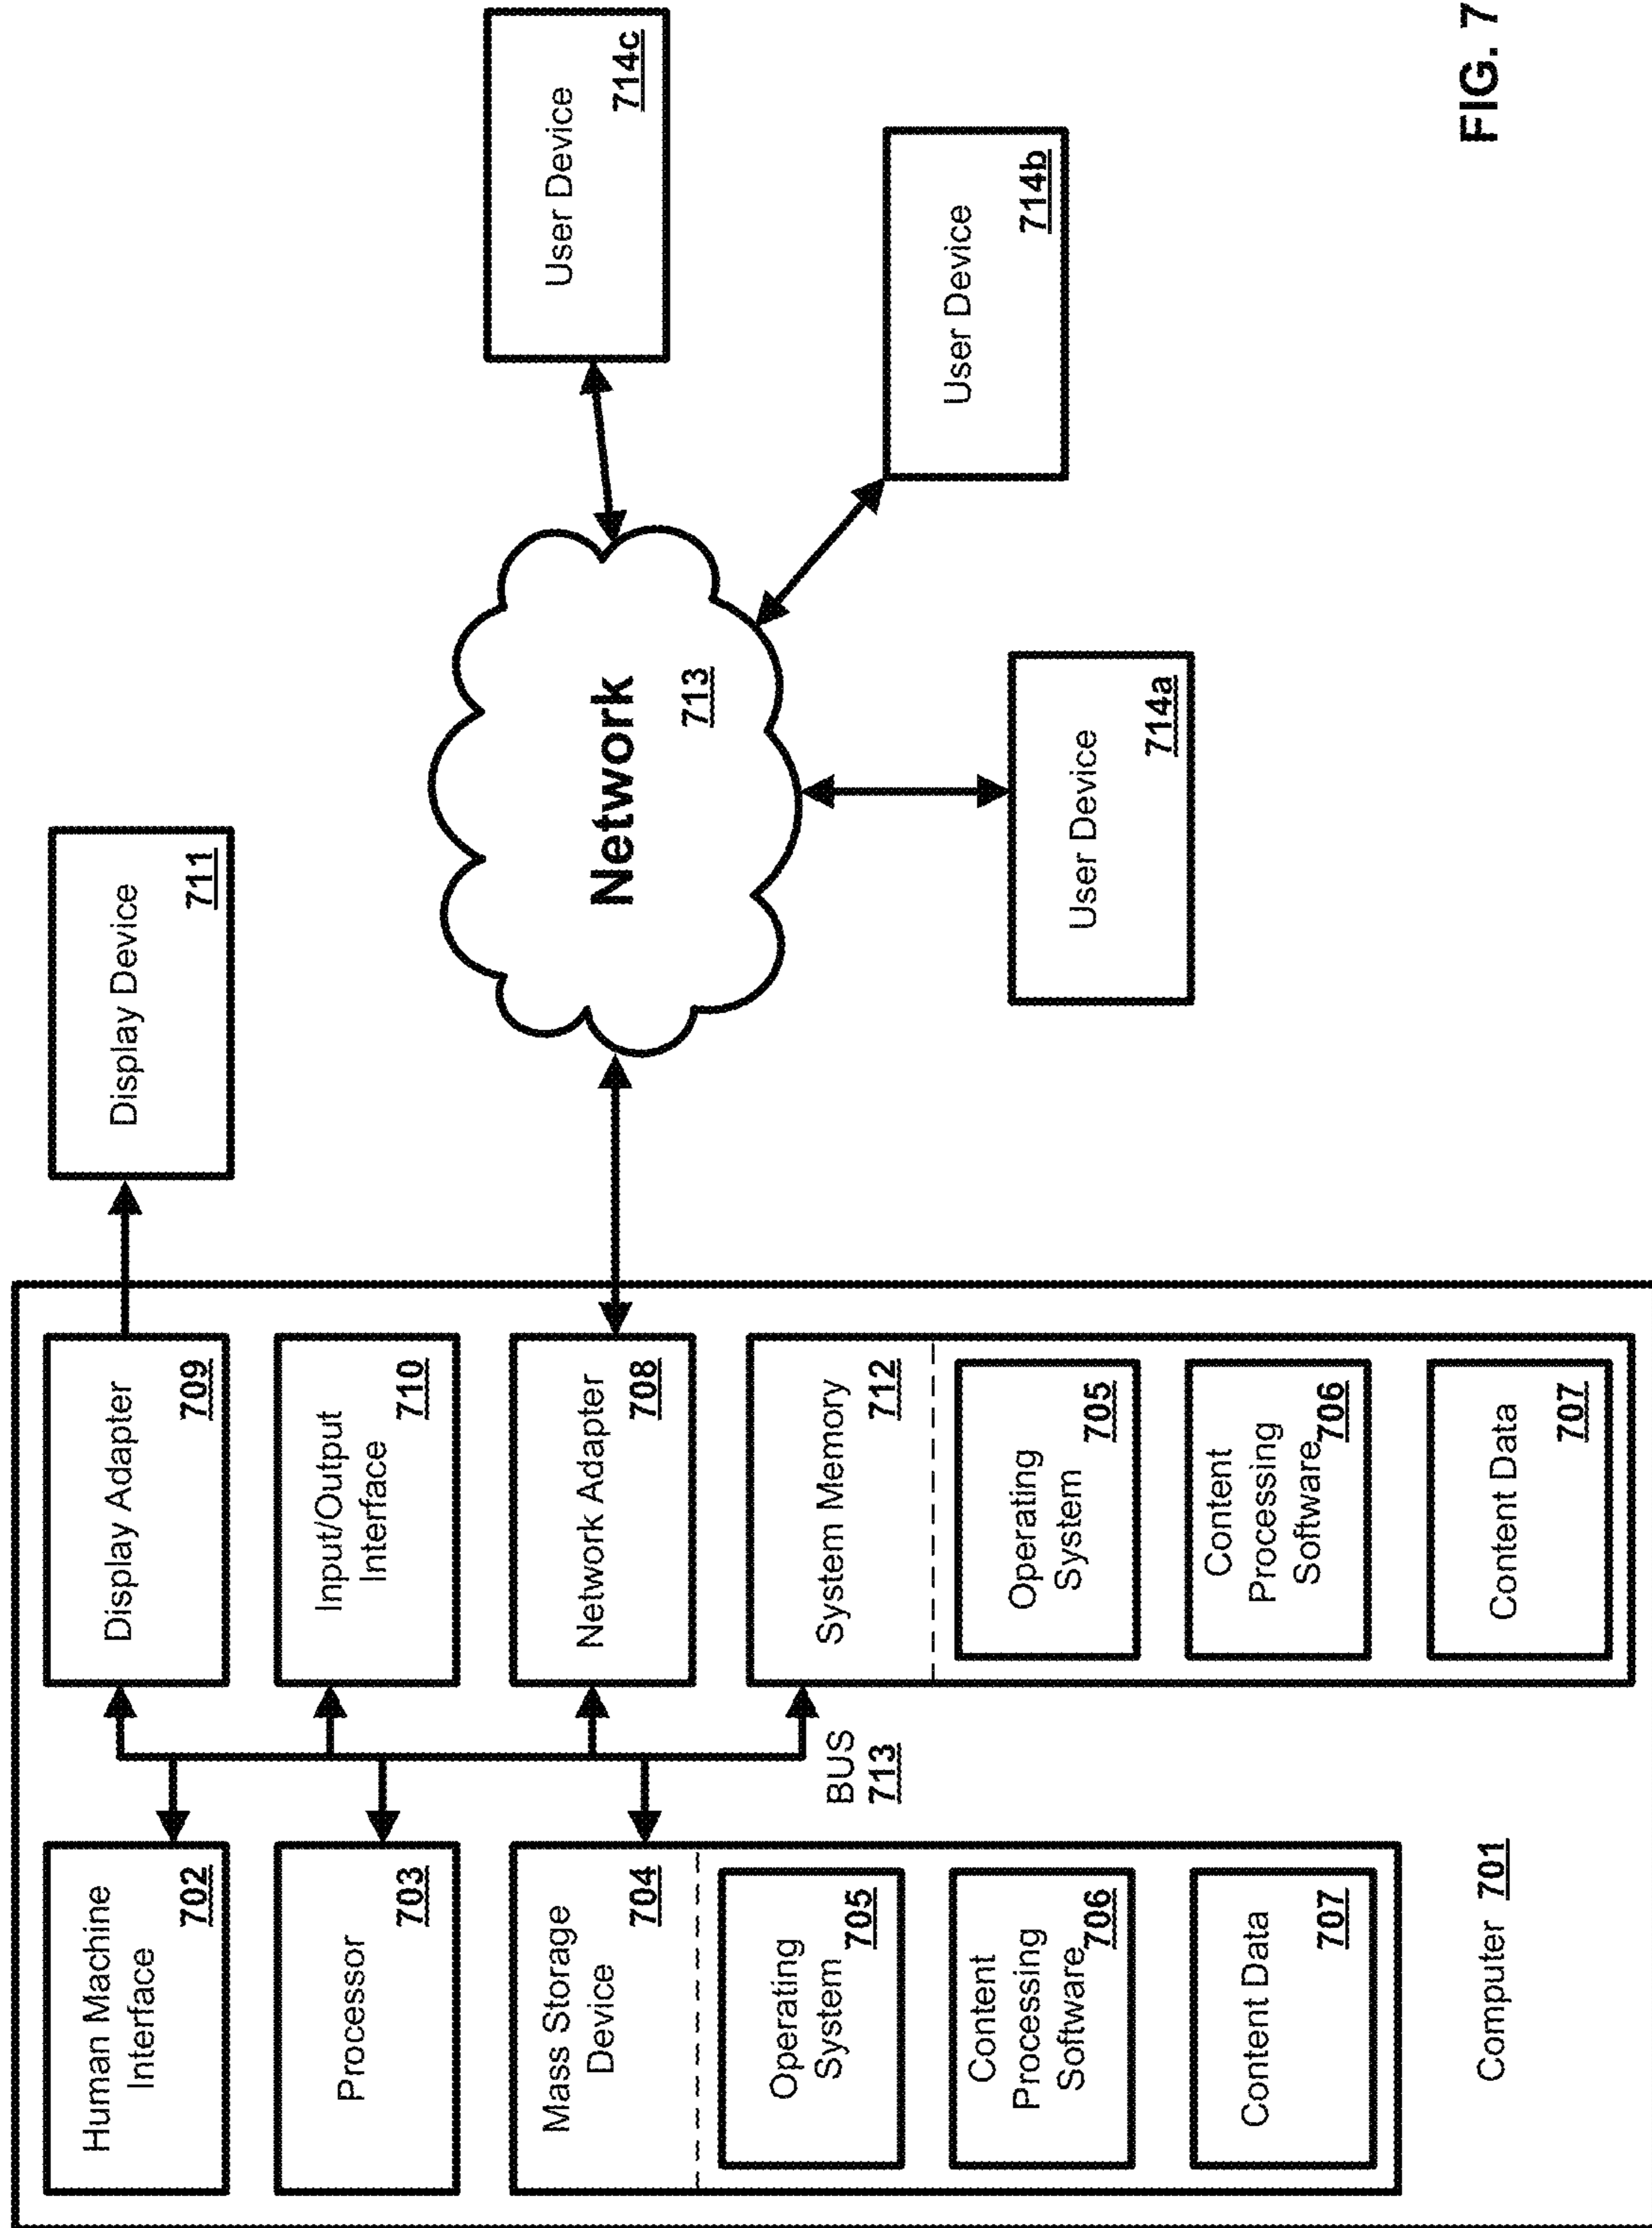 Human Machine
Interface
702
Processor
703
Mass Storage
Device
704
Operating
System
705
Content
Processing
Software
706
Content Data
707
Display Adapter
709
Input/Output
Interface
710
Network Adapter
708
System Memory
712
Operating
System
705
Content
Processing
Software
706
Content Data
707
BUS
713
Computer 701
Display Device
711
Network
713
User Device
714a
User Device
714b
User Device
714c
FIG. 7